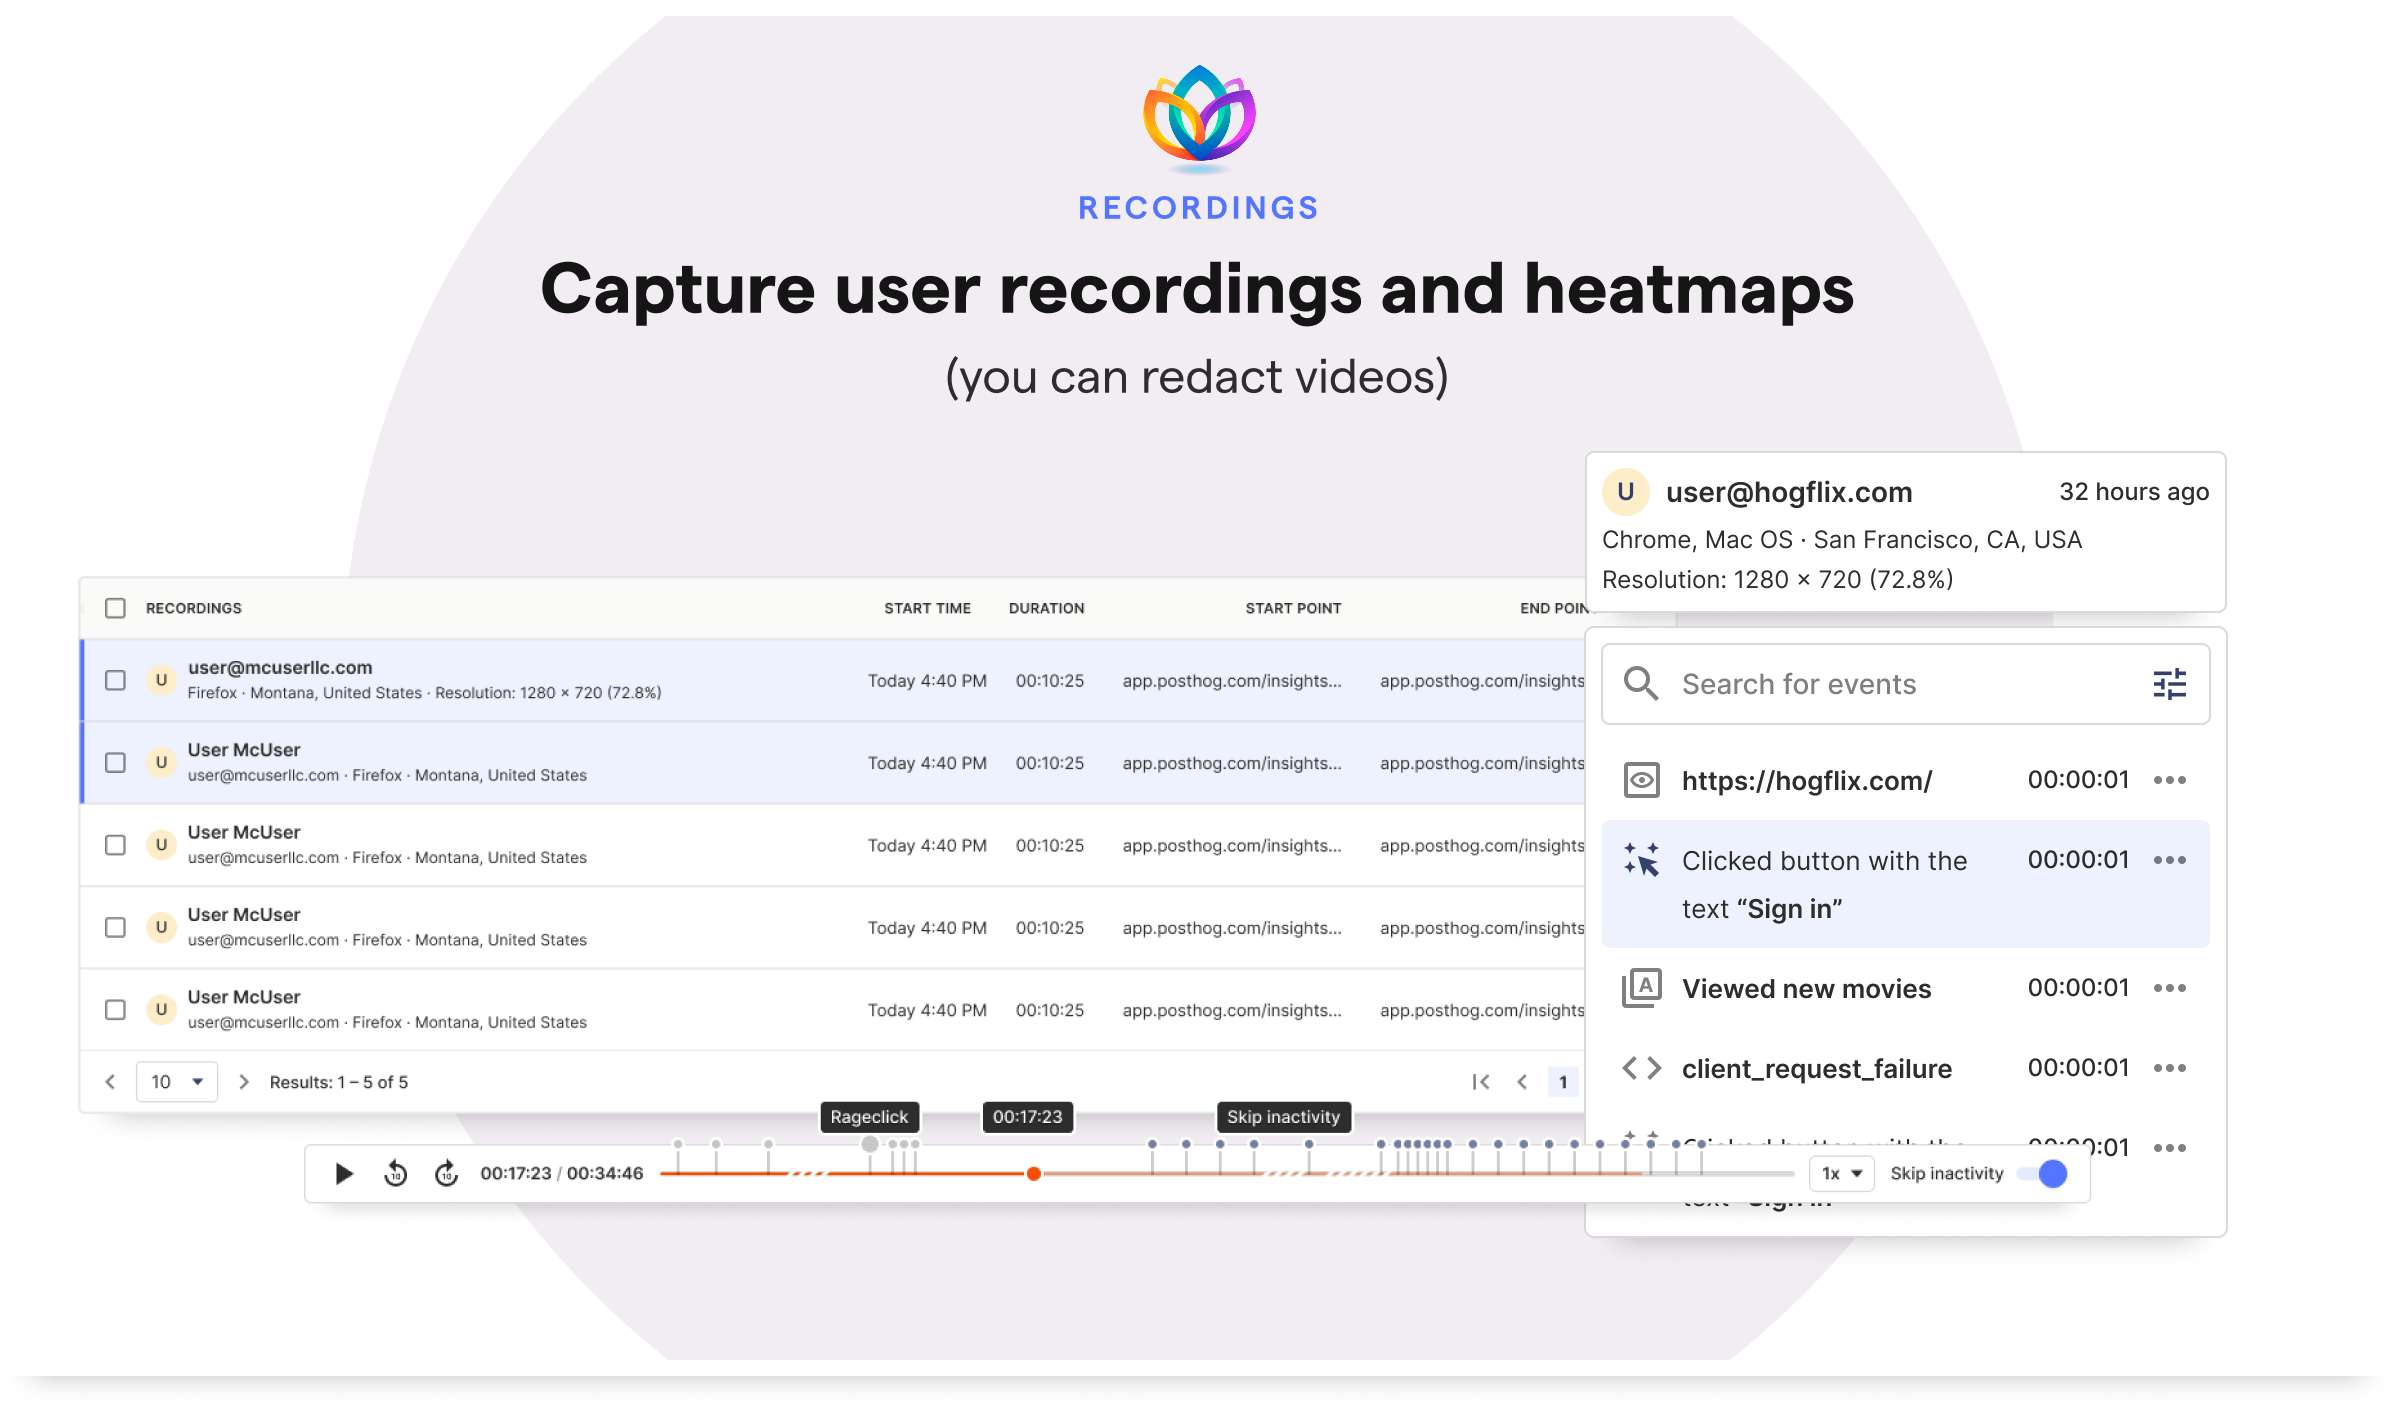 RECORDINGS
Capture user recordings and heatmaps
(you can redact videos)
U user@hogflix.com 32 hours ago
Chrome, Mac OS · San Francisco, CA, USA
Resolution: 1280 × 720 (72.8%)
RECORDINGS START TIME DURATION START POINT END POIN
U user@mcuserllc.com Today 4:40 PM 00:10:25 app.posthog.com/insights... app.posthog.com/insights
Firefox · Montana, United States · Resolution: 1280 × 720 (72.8%)
U User McUser Today 4:40 PM 00:10:25 app.posthog.com/insights... app.posthog.com/insights
user@mcuserllc.com · Firefox · Montana, United States
U User McUser Today 4:40 PM 00:10:25 app.posthog.com/insights... app.posthog.com/insights
user@mcuserllc.com · Firefox · Montana, United States
U User McUser Today 4:40 PM 00:10:25 app.posthog.com/insights... app.posthog.com/insights
user@mcuserllc.com · Firefox · Montana, United States
U User McUser Today 4:40 PM 00:10:25 app.posthog.com/insights... app.posthog.com/insights
user@mcuserllc.com · Firefox · Montana, United States
10 Results: 1 – 5 of 5 1
Search for events
https://hogflix.com/ 00:00:01
Clicked button with the 00:00:01
text “Sign in”
A Viewed new movies 00:00:01
client_request_failure 00:00:01
Clicked button with the 00:00:01
text “Sign in”
Rageclick 00:17:23 Skip inactivity
10 10 00:17:23 / 00:34:46 1x Skip inactivity